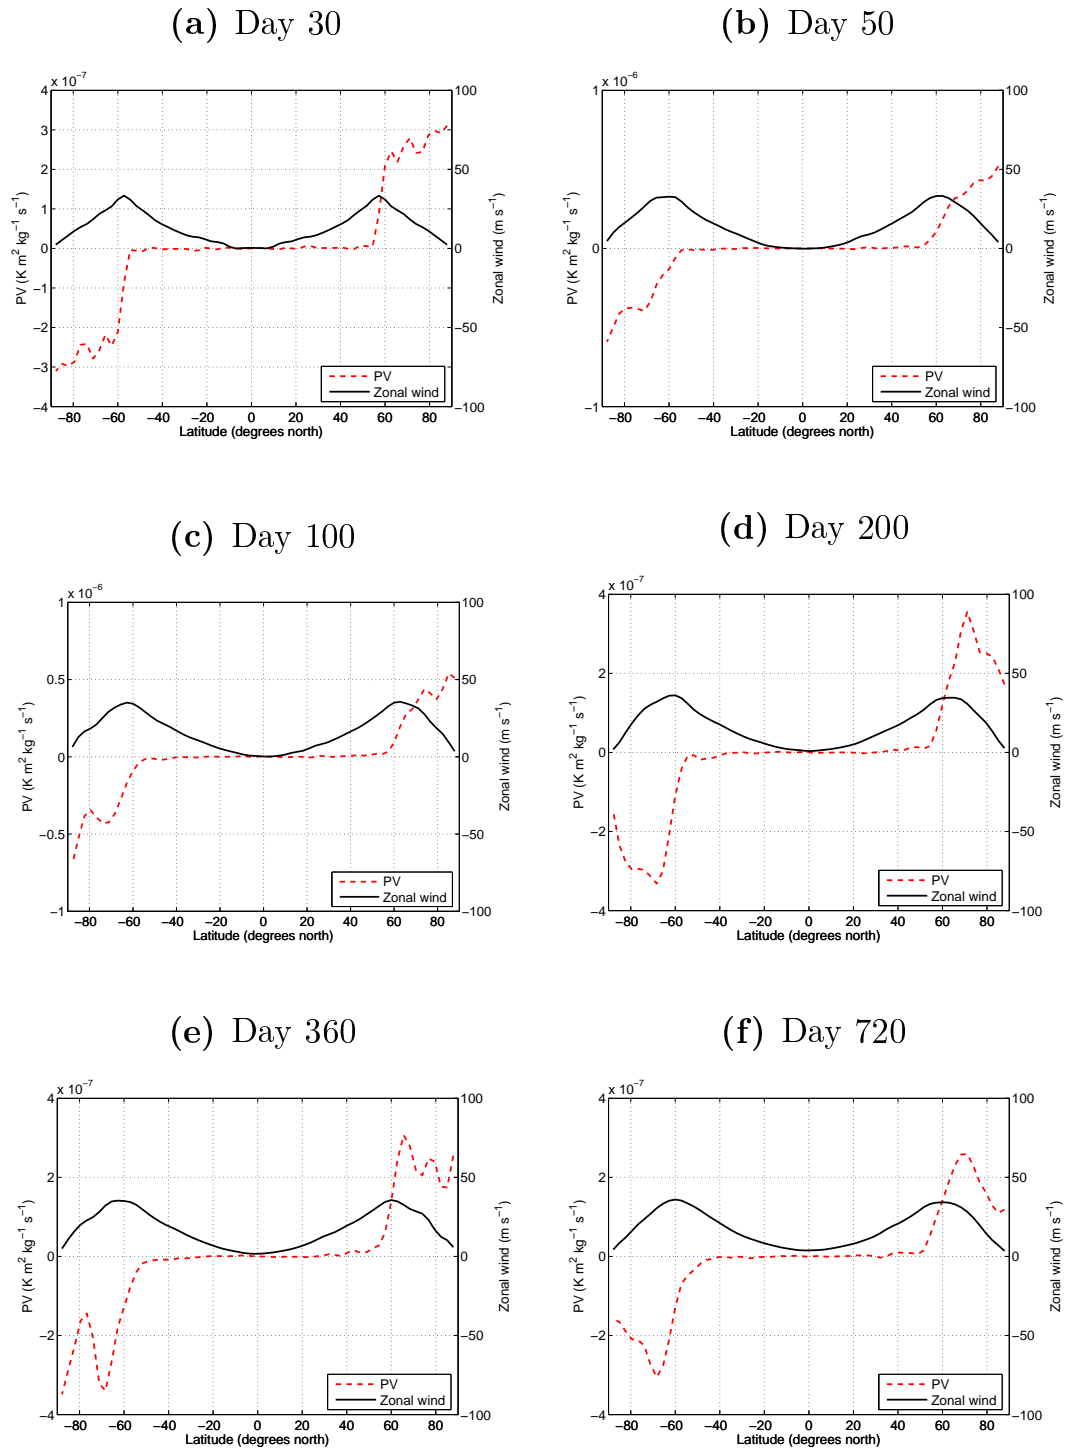 (a) Day 30
(b) Day 50
x 10⁻⁷
4
3
2
1
0
−1
−2
−3
−4
100
50
0
−50
−100
−80 −60 −40 −20 0 20 40 60 80
Latitude (degrees north)
PV (K m² kg⁻¹ s⁻¹)
Zonal wind (m s⁻¹)
PV
Zonal wind
x 10⁻⁶
1
0
−1
100
50
0
−50
−100
−80 −60 −40 −20 0 20 40 60 80
Latitude (degrees north)
PV (K m² kg⁻¹ s⁻¹)
Zonal wind (m s⁻¹)
PV
Zonal wind
(c) Day 100
(d) Day 200
x 10⁻⁶
1
0.5
0
−0.5
−1
100
50
0
−50
−100
−80 −60 −40 −20 0 20 40 60 80
Latitude (degrees north)
PV (K m² kg⁻¹ s⁻¹)
Zonal wind (m s⁻¹)
PV
Zonal wind
x 10⁻⁷
4
2
0
−2
−4
100
50
0
−50
−100
−80 −60 −40 −20 0 20 40 60 80
Latitude (degrees north)
PV (K m² kg⁻¹ s⁻¹)
Zonal wind (m s⁻¹)
PV
Zonal wind
(e) Day 360
(f) Day 720
x 10⁻⁷
4
2
0
−2
−4
100
50
0
−50
−100
−80 −60 −40 −20 0 20 40 60 80
Latitude (degrees north)
PV (K m² kg⁻¹ s⁻¹)
Zonal wind (m s⁻¹)
PV
Zonal wind
x 10⁻⁷
4
2
0
−2
−4
100
50
0
−50
−100
−80 −60 −40 −20 0 20 40 60 80
Latitude (degrees north)
PV (K m² kg⁻¹ s⁻¹)
Zonal wind (m s⁻¹)
PV
Zonal wind